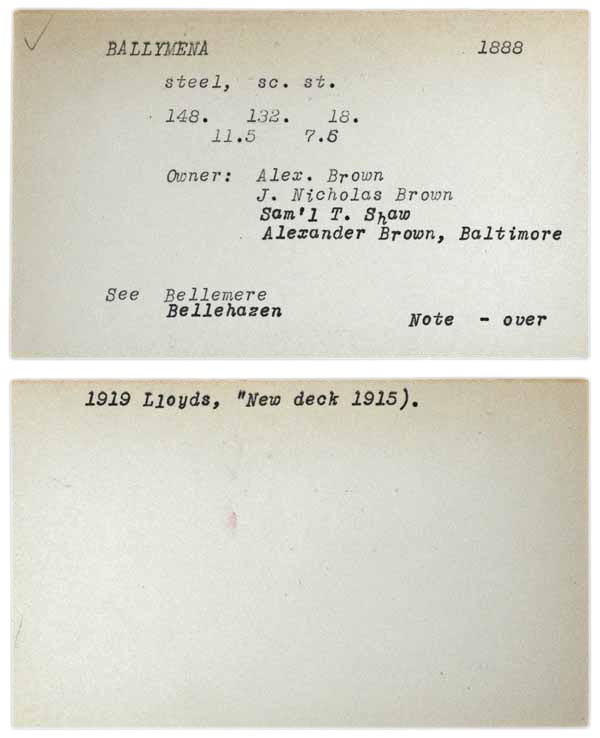 BALLYMENA 1888
steel, sc. st.
148. 132. 18.
11.5 7.6
Owner: Alex. Brown
J. Nicholas Brown
Sam'l T. Shaw
Alexander Brown, Baltimore
See Bellemere
Bellehazen
Note - over
1919 Lloyds, "New deck 1915).